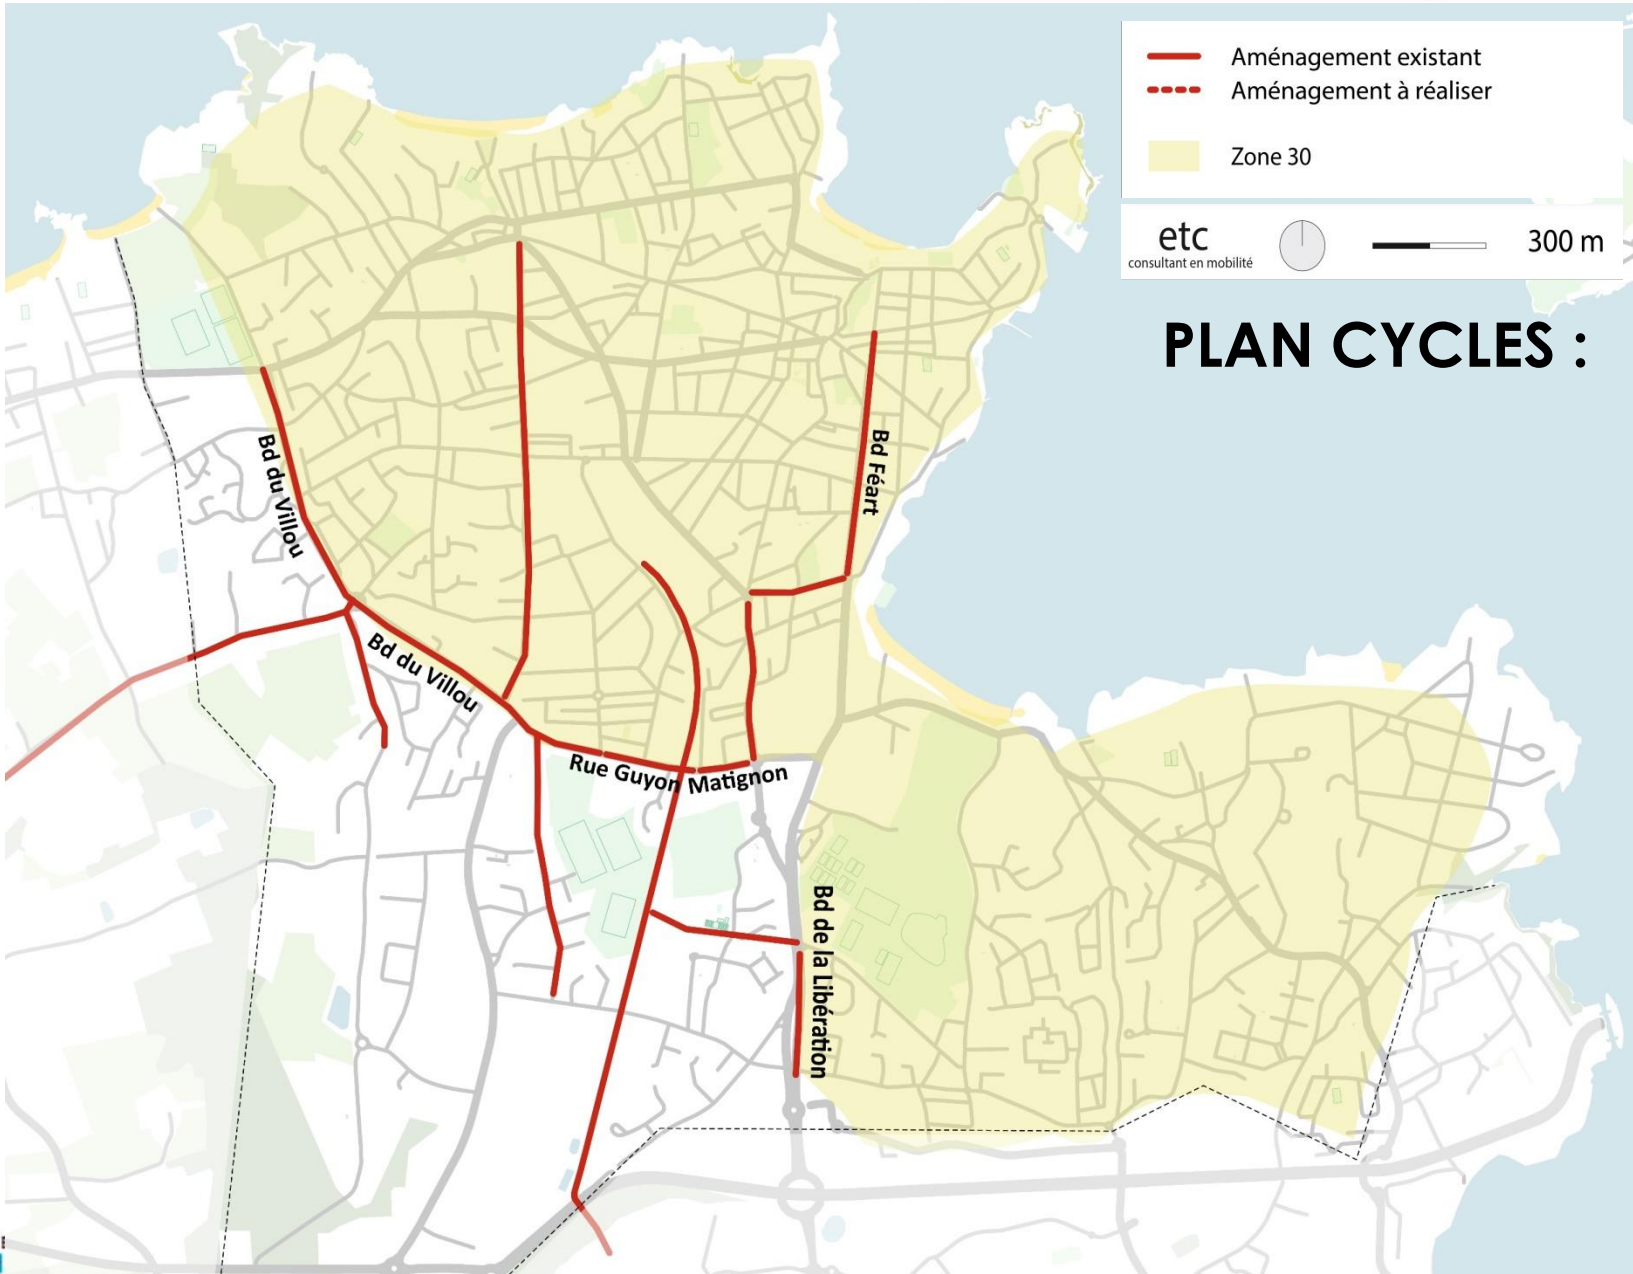 Aménagement existant
Aménagement à réaliser
Zone 30
etc
consultant en mobilité
300 m
PLAN CYCLES :
Bd du Villou
Bd Féart
Bd du Villou
Rue Guyon Matignon
Bd de la Libération